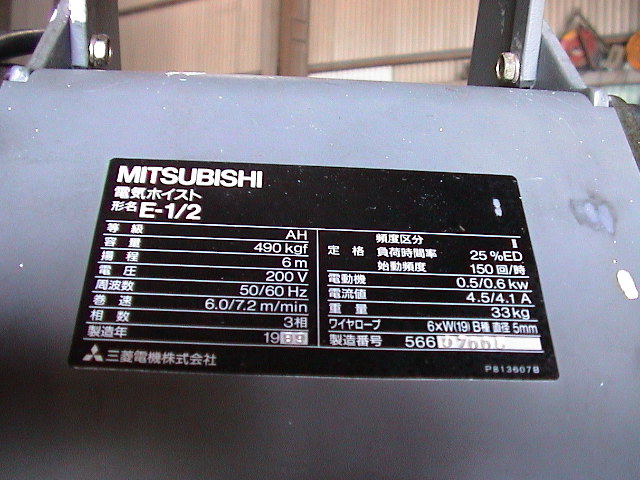 MITSUBISHI
電気ホイスト
形名 E-1/2
等級 AH
容量 490 kgf
揚程 6 m
電圧 200 V
周波数 50/60 Hz
巻速 6.0/7.2 m/min
相数 3相
製造年 1989
三菱電機株式会社
頻度区分 II
定格 負荷時間率 25 %ED
始動頻度 150 回/時
電動機 0.5/0.6 kw
電流値 4.5/4.1 A
重量 33 kg
ワイヤロープ 6×W(19) B種 直径 5mm
製造番号 566
P813607B